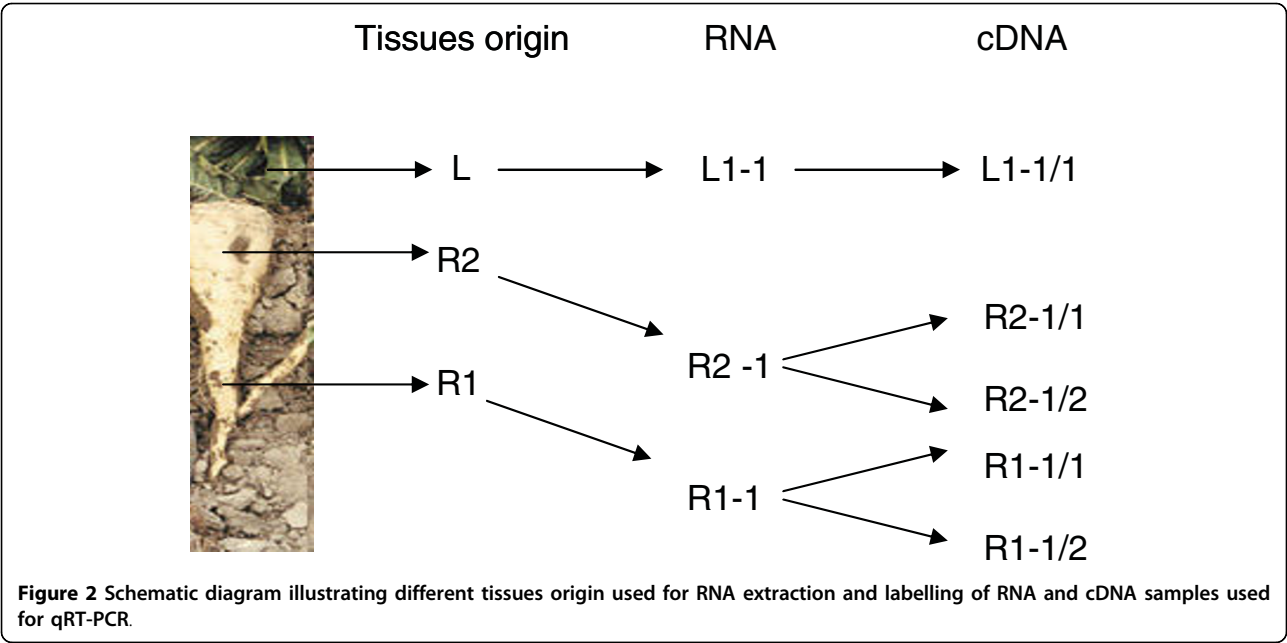 Tissues origin RNA cDNA
L L1-1 L1-1/1
R2
R2-1/1
R2 -1
R1
R2-1/2
R1-1/1
R1-1
R1-1/2
Figure 2 Schematic diagram illustrating different tissues origin used for RNA extraction and labelling of RNA and cDNA samples used
for qRT-PCR.